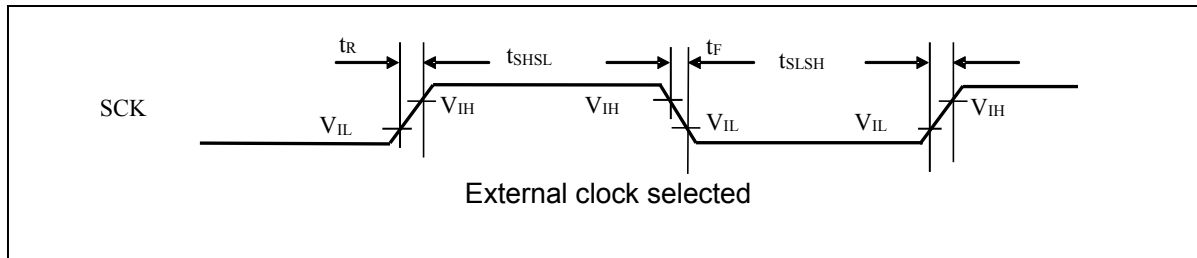 tR tSHSL tF tSLSH
SCK VIL VIH VIH VIL VIL VIH
External clock selected